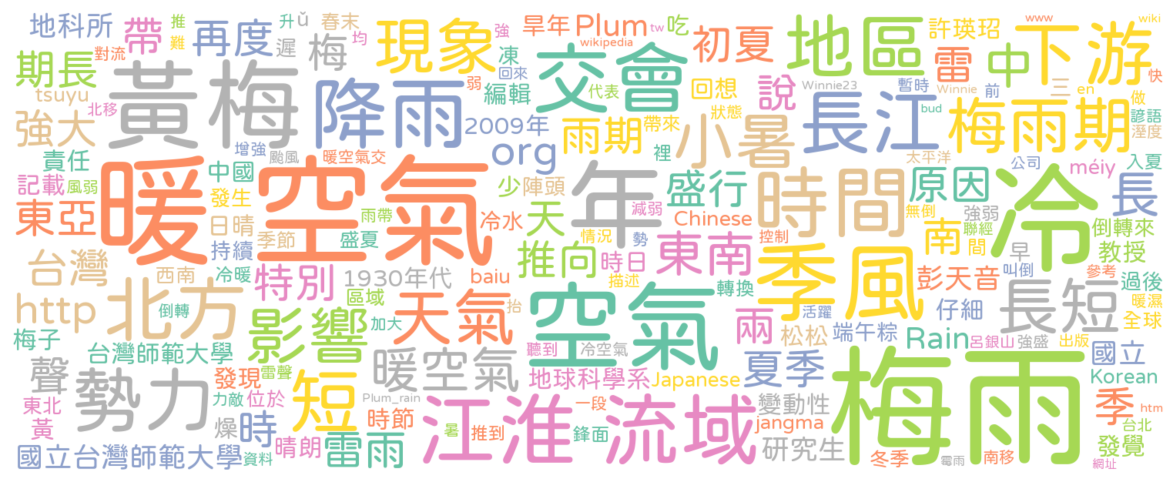 地科所 推 升 ǔ 春末 現象 旱年 Plum tw 吃 初夏 地區 許瑛玿 www 下游 wiki
對流 帶 再度 難 遲 梅 均 強 wikipedia 雷 中 三 en 快
期長 黃梅 降雨 凍 回來 交會 代表 回想 說 Winnie23 暫時 Winnie 前 做
tsuyu 北移 弱 編輯 狀態 長江 bud 梅雨期 諺語
強大 2009年 雨期 帶來 小暑 溼度
責任 增強 颱風 暖空氣交 org 裡 太平洋 公司 méiy 入夏
記載 風弱 中國 少 陣頭 年 減弱 盛行 時間 原因 無倒 強弱 冷 長
東亞 發生 暖 空氣 天 冷水 Chinese 聯經 倒轉來
日晴 雨帶 情況 勢 控制 南 間 早 教授
台灣 持續 季節 盛夏 推向 時日 東南 季風 叫倒 參考 過後
西南 冷暖 特別 1930年代 baiu 描述 轉換 彭天音 長短 暖濕
http 北方 倒轉 區域 天氣 抬 空氣 兩 活躍 仔細 全球
梅子 影響 加大 松松 端午粽 Rain 呂銀山 強盛 出版
台灣師範大學 雷聲 聽到 冷空氣 夏季 梅雨 國立
聲 勢力 發現 短 暖空氣 地球科學系 Japanese Korean
東北 力敵 位於 Plum_rain 一段 變動性 季 htm
黃 燥 時 時節 暑 江淮 流域 jangma 台北
晴朗 雷雨 推到 鋒面 研究生 發覺
國立台灣師範大學 資料 冬季 霉雨 南移 網址